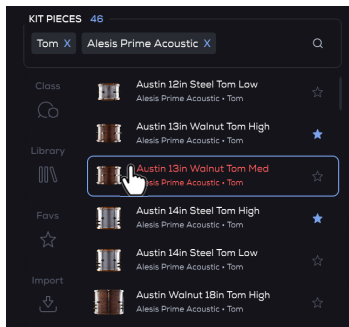 KIT PIECES 46
Tom X Alesis Prime Acoustic X
Class
Austin 12in Steel Tom Low
Alesis Prime Acoustic • Tom
Austin 13in Walnut Tom High
Alesis Prime Acoustic • Tom
Library
Austin 13in Walnut Tom Med
Alesis Prime Acoustic • Tom
Favs
Austin 14in Steel Tom High
Alesis Prime Acoustic • Tom
Austin 14in Steel Tom Low
Alesis Prime Acoustic • Tom
Import
Austin Walnut 18in Tom High
Alesis Prime Acoustic • Tom